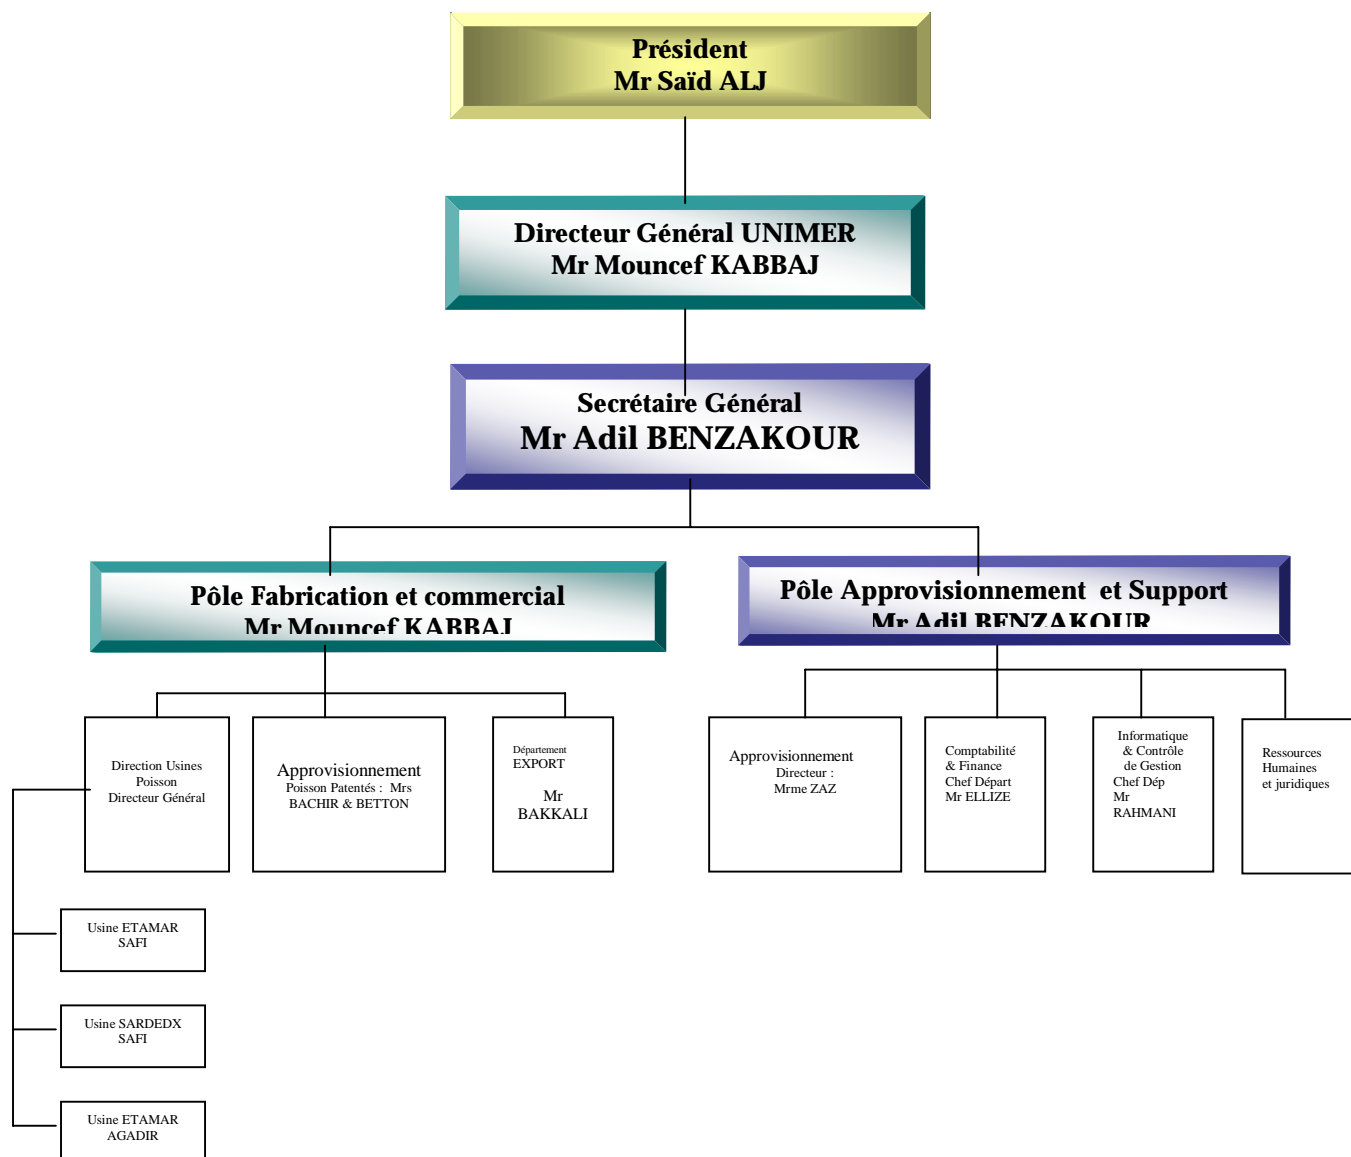 Président
Mr Saïd ALJ
Directeur Général UNIMER
Mr Mouncef KABBAJ
Secrétaire Général
Mr Adil BENZAKOUR
Pôle Fabrication et commercial
Mr Mouncef KABBAJ
Pôle Approvisionnement et Support
Mr Adil BENZAKOUR
Direction Usines
Poisson
Directeur Général
Approvisionnement
Poisson Patentés : Mrs
BACHIR & BETTON
Département
EXPORT
Mr
BAKKALI
Approvisionnement
Directeur :
Mrme ZAZ
Comptabilité
& Finance
Chef Départ
Mr ELLIZE
Informatique
& Contrôle
de Gestion
Chef Dép
Mr
RAHMANI
Ressources
Humaines
et juridiques
Usine ETAMAR
SAFI
Usine SARDEDX
SAFI
Usine ETAMAR
AGADIR